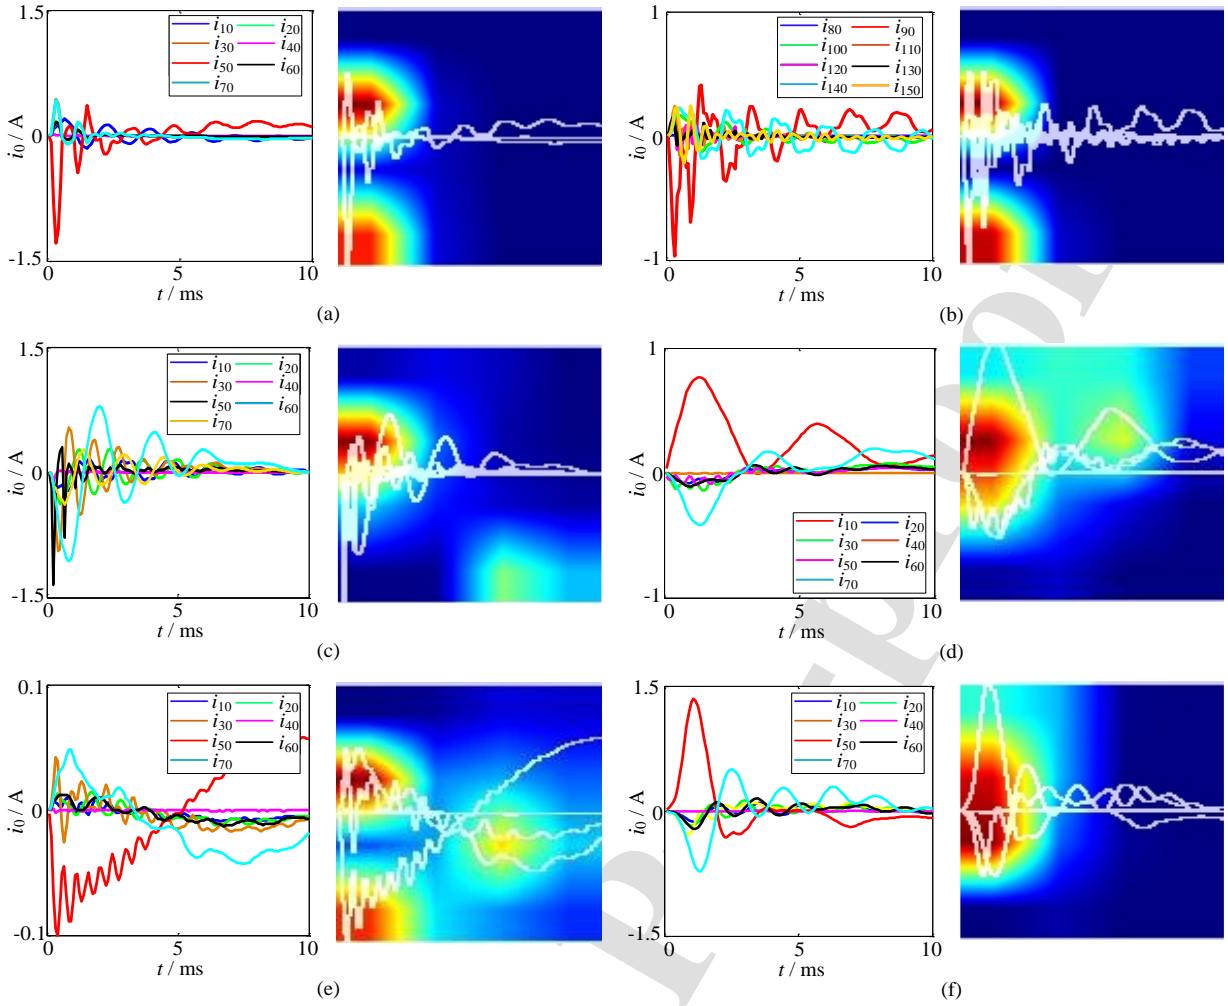 1.5
0
-1.5
i0 / A
i10 i20
i30 i40
i50 i60
i70
0 5 10
t / ms
(a)
1
0
-1
i0 / A
i80 i90
i100 i110
i120 i130
i140 i150
0 5 10
t / ms
(b)
1.5
0
-1.5
i0 / A
i10 i20
i30 i40
i50 i60
i70
0 5 10
t / ms
(c)
1
0
-1
i0 / A
i10 i20
i30 i40
i50 i60
i70
0 5 10
t / ms
(d)
0.1
0
-0.1
i0 / A
i10 i20
i30 i40
i50 i60
i70
0 5 10
t / ms
(e)
1.5
0
-1.5
i0 / A
i10 i20
i30 i40
i50 i60
i70
0 5 10
t / ms
(f)